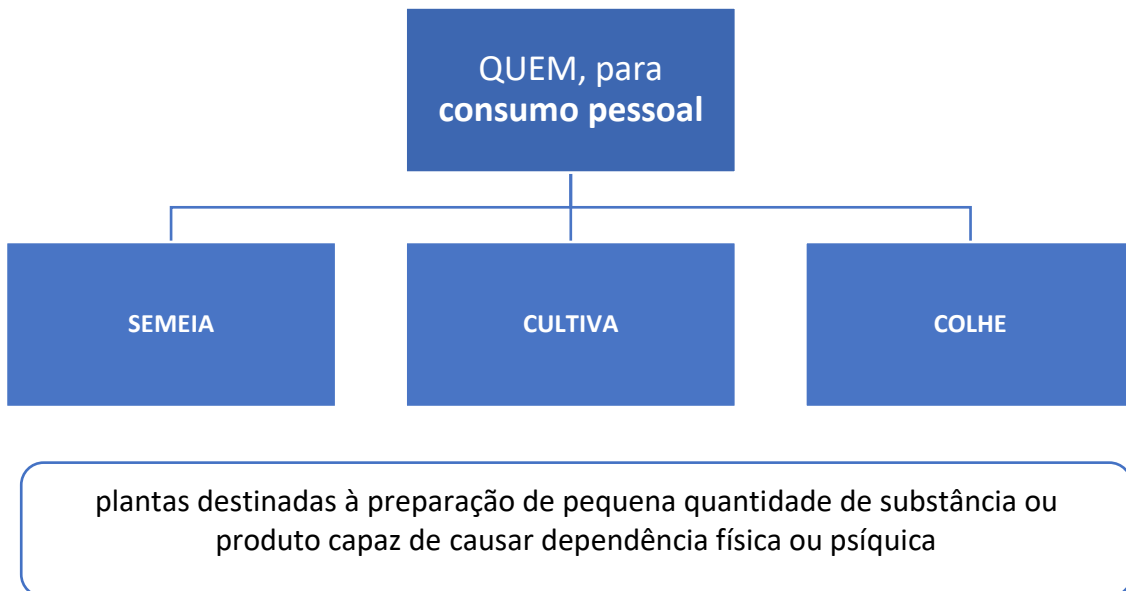 QUEM, para
consumo pessoal
SEMEIA
CULTIVA
COLHE
plantas destinadas à preparação de pequena quantidade de substância ou
produto capaz de causar dependência física ou psíquica